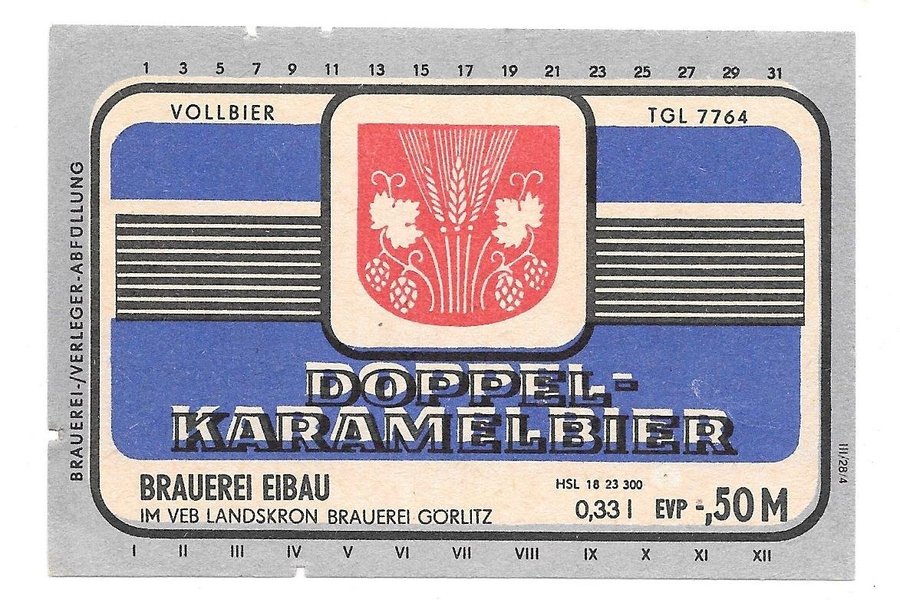 1 3 5 7 9 11 13 15 17 19 21 23 25 27 29 31
VOLLBIER
TGL 7764
BRAUEREI-/VERLEGER-ABFÜLLUNG
DOPPEL-
KARAMELBIER
BRAUEREI EIBAU
IM VEB LANDSKRON BRAUEREI GÖRLITZ
HSL 18 23 300
0,33 l EVP -,50 M
III/28/4
I II III IV V VI VII VIII IX X XI XII